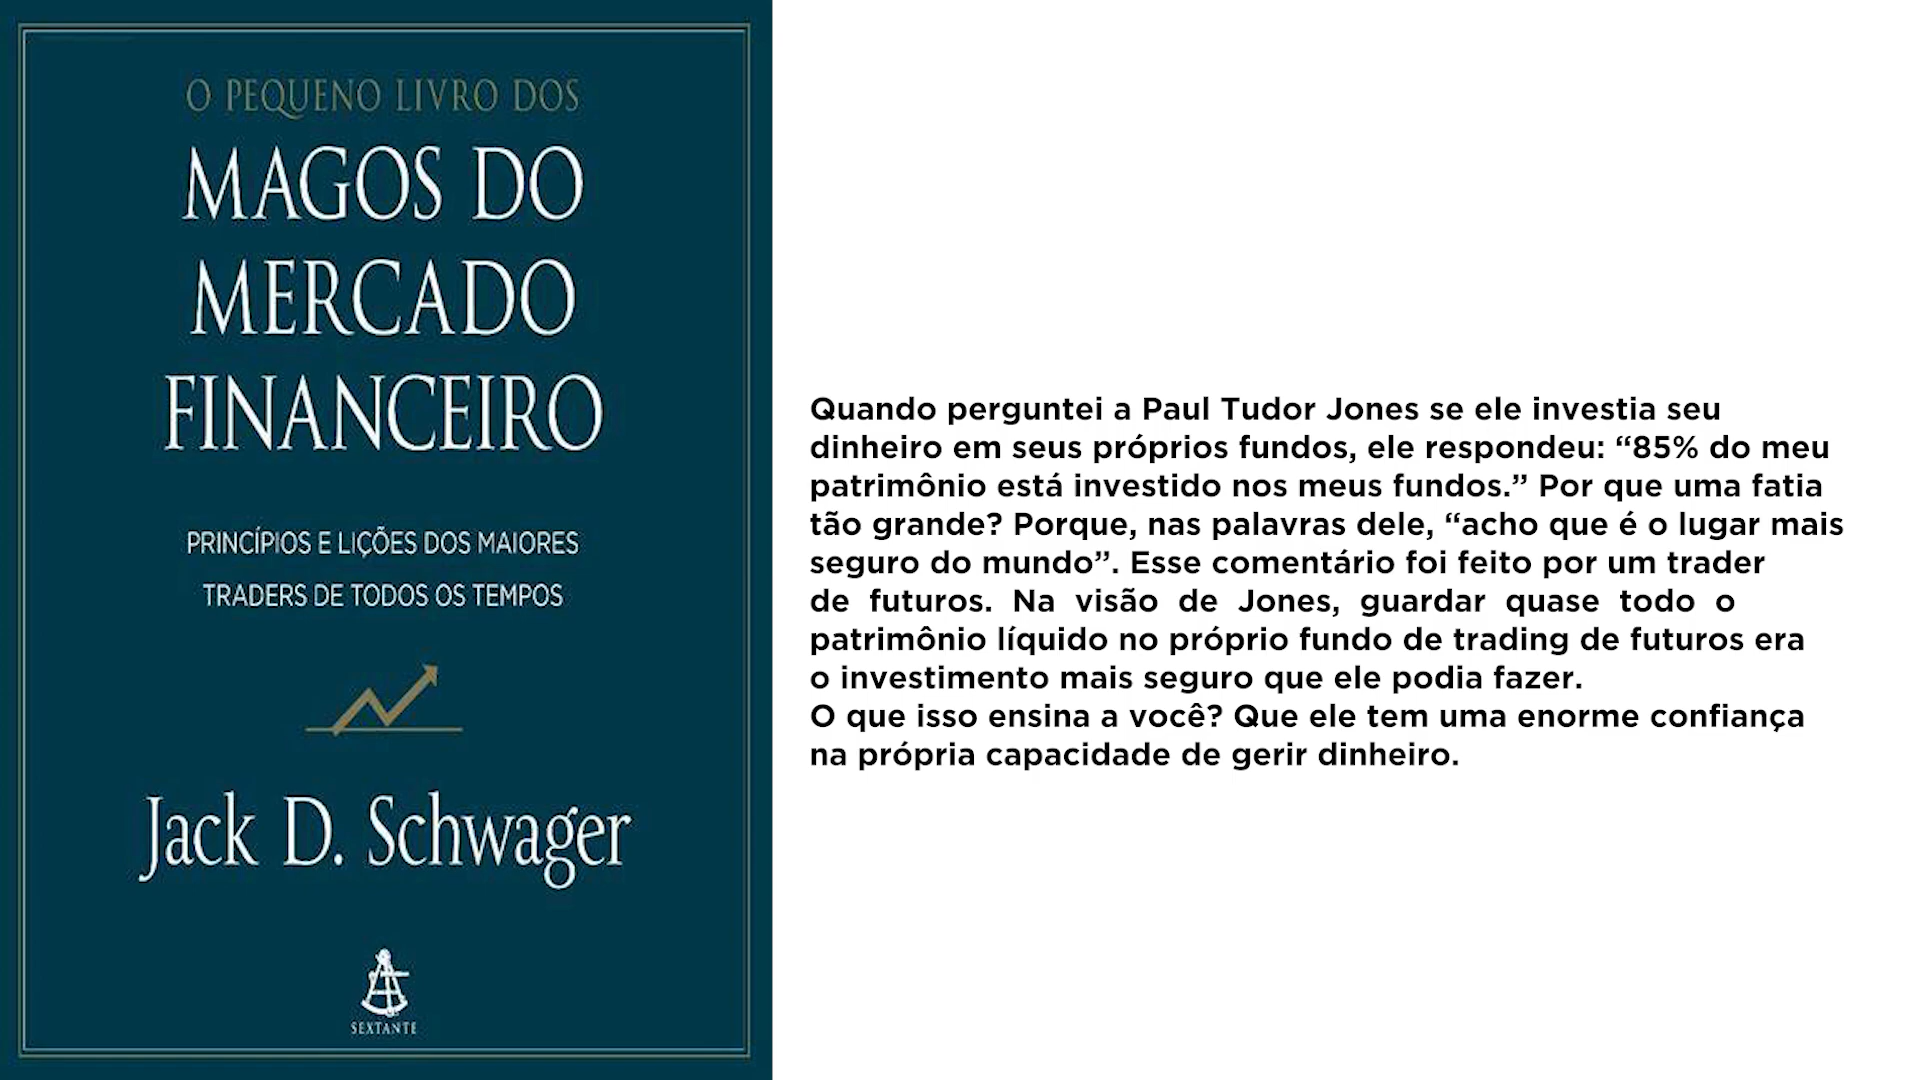 O PEQUENO LIVRO DOS
MAGOS DO
MERCADO
FINANCEIRO
PRINCÍPIOS E LIÇÕES DOS MAIORES
TRADERS DE TODOS OS TEMPOS
Jack D. Schwager
SEXTANTE
Quando perguntei a Paul Tudor Jones se ele investia seu
dinheiro em seus próprios fundos, ele respondeu: “85% do meu
patrimônio está investido nos meus fundos.” Por que uma fatia
tão grande? Porque, nas palavras dele, “acho que é o lugar mais
seguro do mundo”. Esse comentário foi feito por um trader
de futuros. Na visão de Jones, guardar quase todo o
patrimônio líquido no próprio fundo de trading de futuros era
o investimento mais seguro que ele podia fazer.
O que isso ensina a você? Que ele tem uma enorme confiança
na própria capacidade de gerir dinheiro.